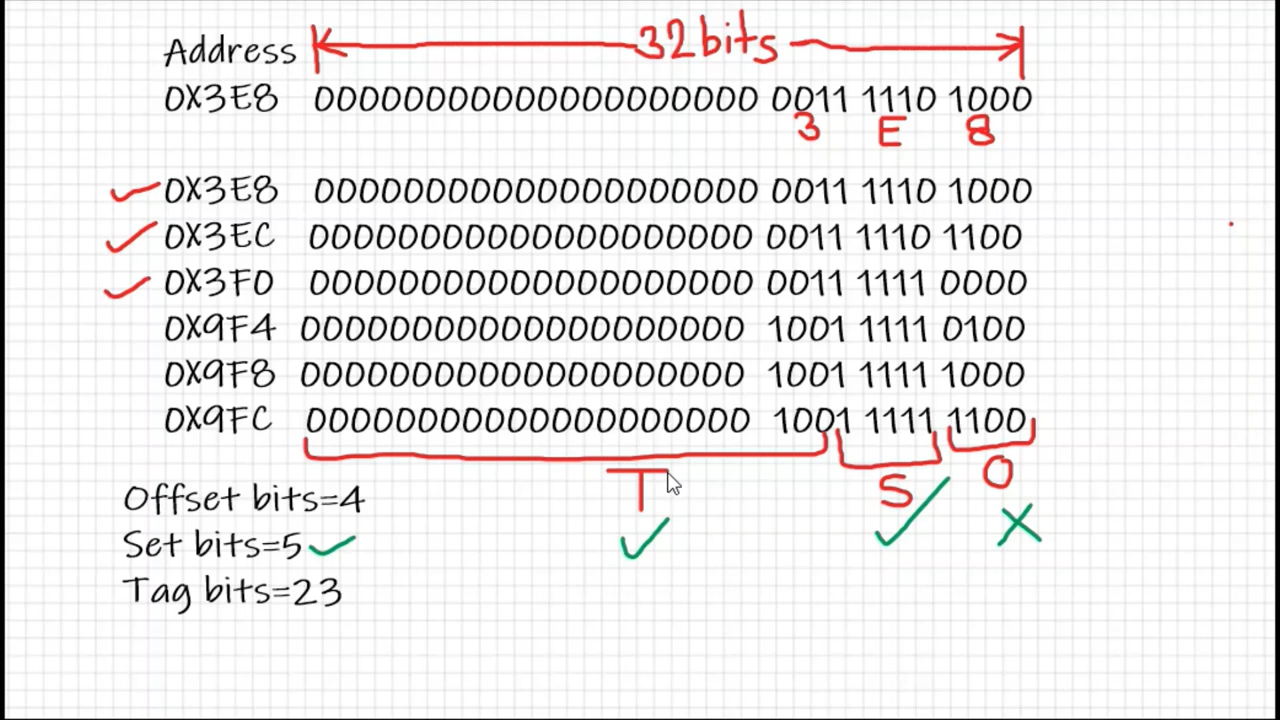 Address 32 bits
0X3E8 00000000000000000000 0011 1110 1000
3 E 8
0X3E8 00000000000000000000 0011 1110 1000
0X3EC 00000000000000000000 0011 1110 1100
0X3F0 00000000000000000000 0011 1111 0000
0X9F4 00000000000000000000 1001 1111 0100
0X9F8 00000000000000000000 1001 1111 1000
0X9FC 00000000000000000000 1001 1111 1100
T S O
Offset bits=4
Set bits=5
Tag bits=23